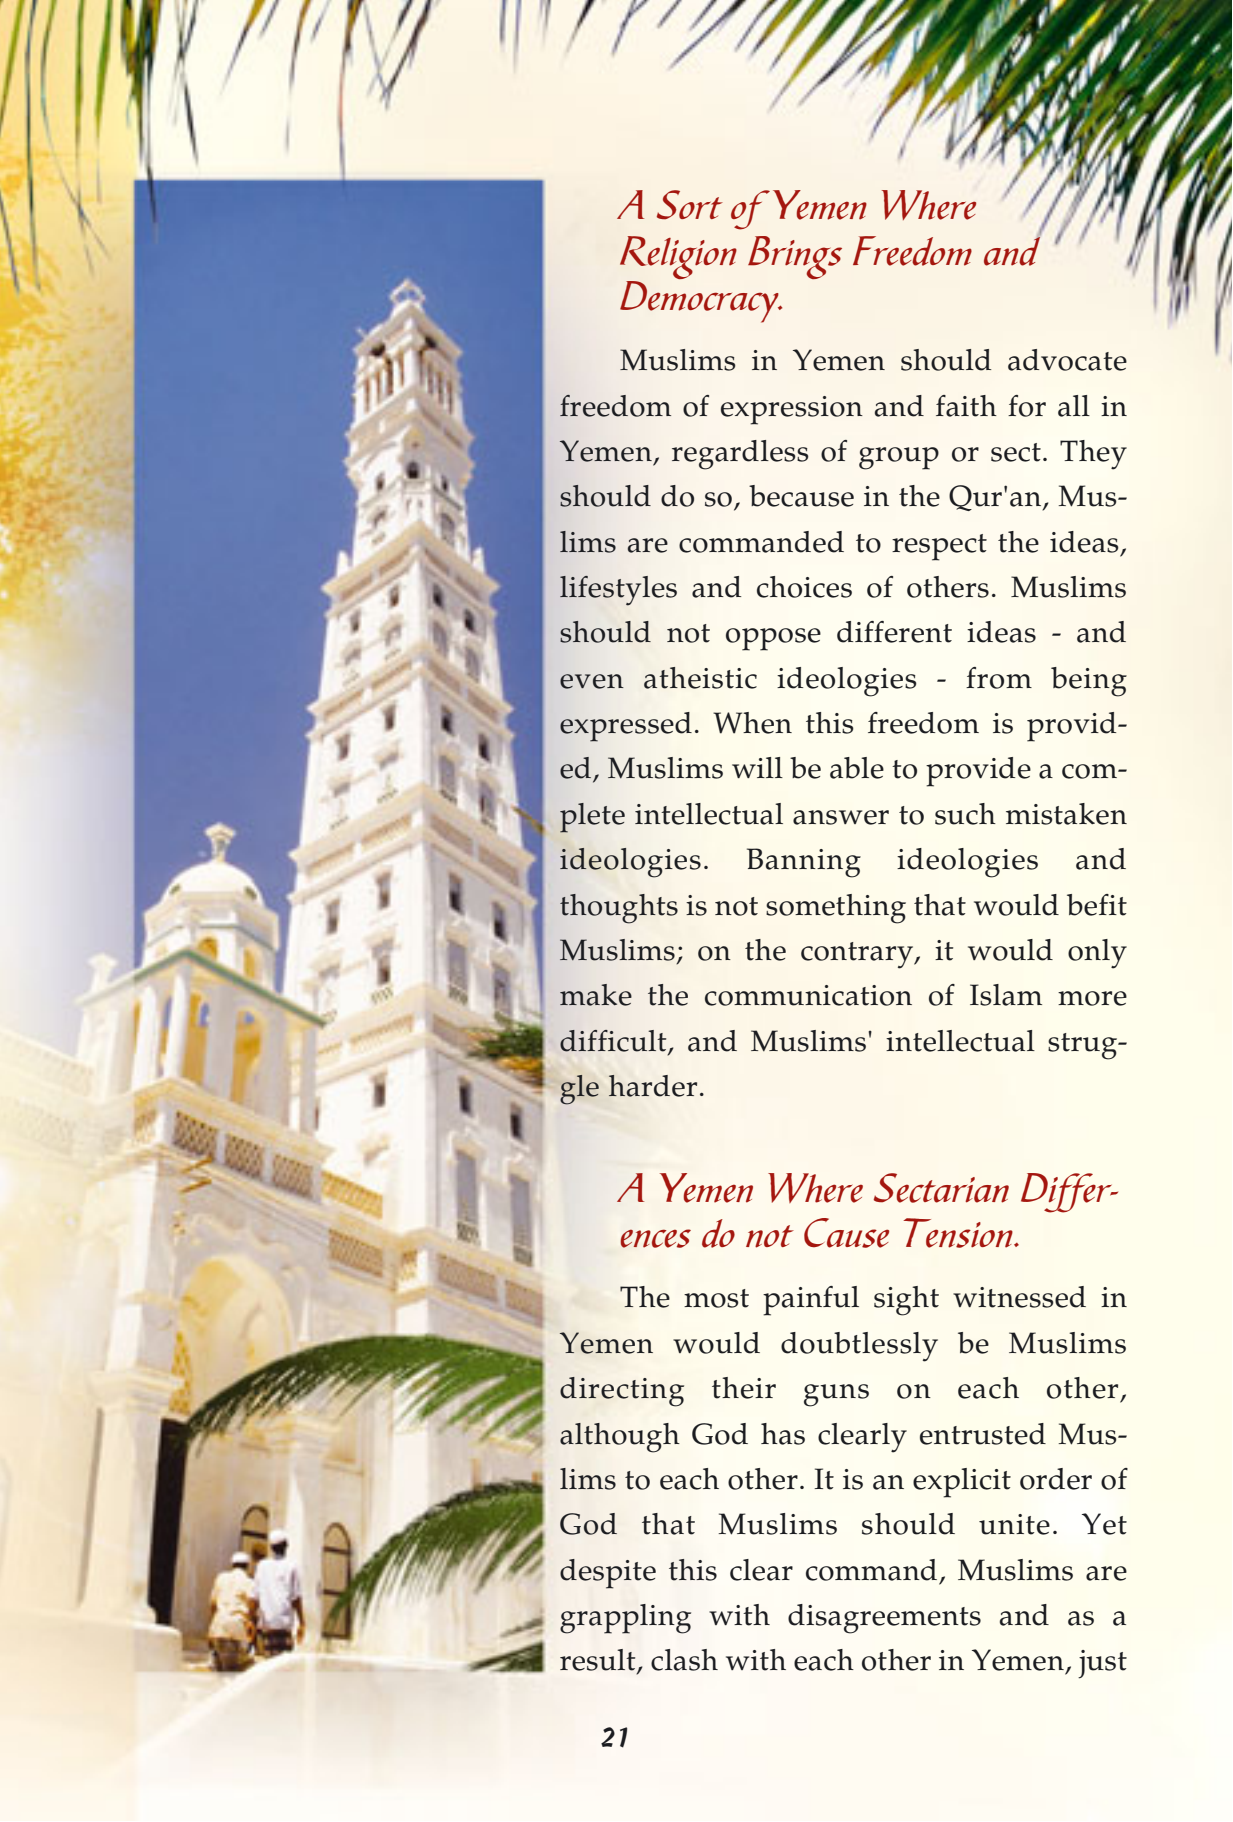 A Sort of Yemen Where
Religion Brings Freedom and
Democracy.
Muslims in Yemen should advocate
freedom of expression and faith for all in
Yemen, regardless of group or sect. They
should do so, because in the Qur'an, Mus-
lims are commanded to respect the ideas,
lifestyles and choices of others. Muslims
should not oppose different ideas - and
even atheistic ideologies - from being
expressed. When this freedom is provid-
ed, Muslims will be able to provide a com-
plete intellectual answer to such mistaken
ideologies. Banning ideologies and
thoughts is not something that would befit
Muslims; on the contrary, it would only
make the communication of Islam more
difficult, and Muslims' intellectual strug-
gle harder.
A Yemen Where Sectarian Differ-
ences do not Cause Tension.
The most painful sight witnessed in
Yemen would doubtlessly be Muslims
directing their guns on each other,
although God has clearly entrusted Mus-
lims to each other. It is an explicit order of
God that Muslims should unite. Yet
despite this clear command, Muslims are
grappling with disagreements and as a
result, clash with each other in Yemen, just
21